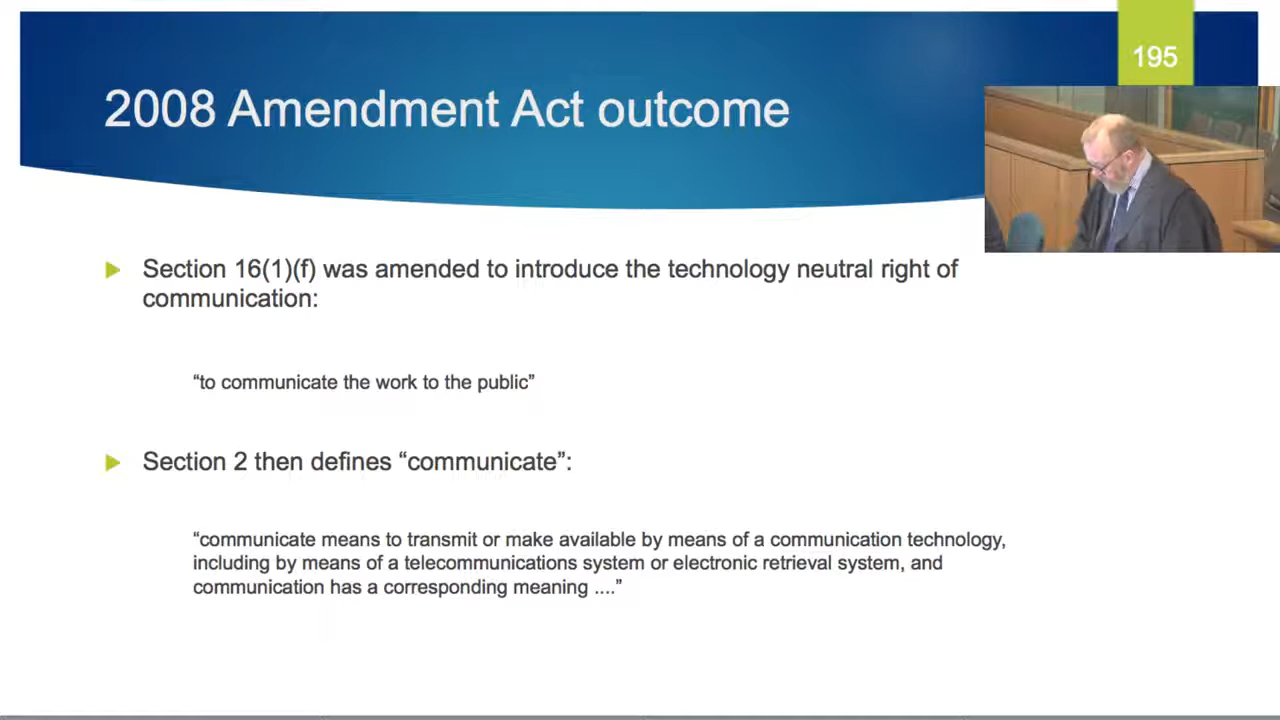 195
2008 Amendment Act outcome
Section 16(1)(f) was amended to introduce the technology neutral right of
communication:
“to communicate the work to the public”
Section 2 then defines “communicate”:
“communicate means to transmit or make available by means of a communication technology,
including by means of a telecommunications system or electronic retrieval system, and
communication has a corresponding meaning ....”